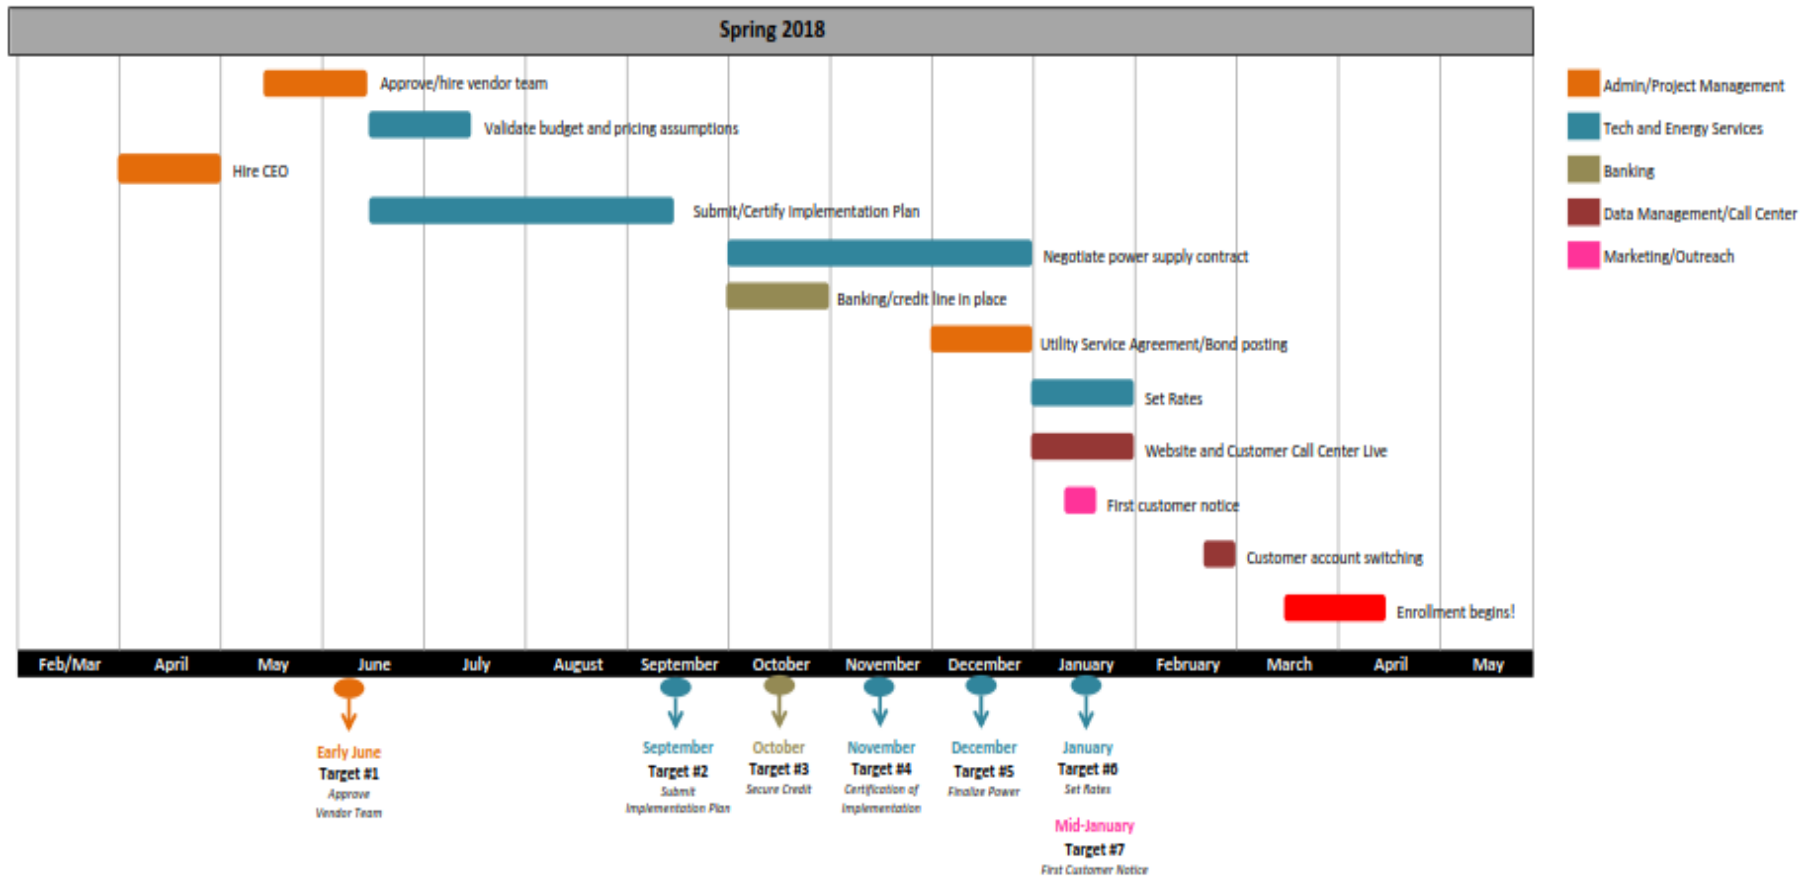 Spring 2018
Approve/hire vendor team
Validate budget and pricing assumptions
Hire CEO
Submit/Certify Implementation Plan
Negotiate power supply contract
Banking/credit line in place
Utility Service Agreement/Bond posting
Set Rates
Website and Customer Call Center Live
First customer notice
Customer account switching
Enrollment begins!
Admin/Project Management
Tech and Energy Services
Banking
Data Management/Call Center
Marketing/Outreach
Feb/Mar April May June July August September October November December January February March April May
Early June
Target #1
Approve
Vendor Team
September
Target #2
Submit
Implementation Plan
October
Target #3
Secure Credit
November
Target #4
Certification of
Implementation
December
Target #5
Finalize Power
January
Target #6
Set Rates
Mid-January
Target #7
First Customer Notice